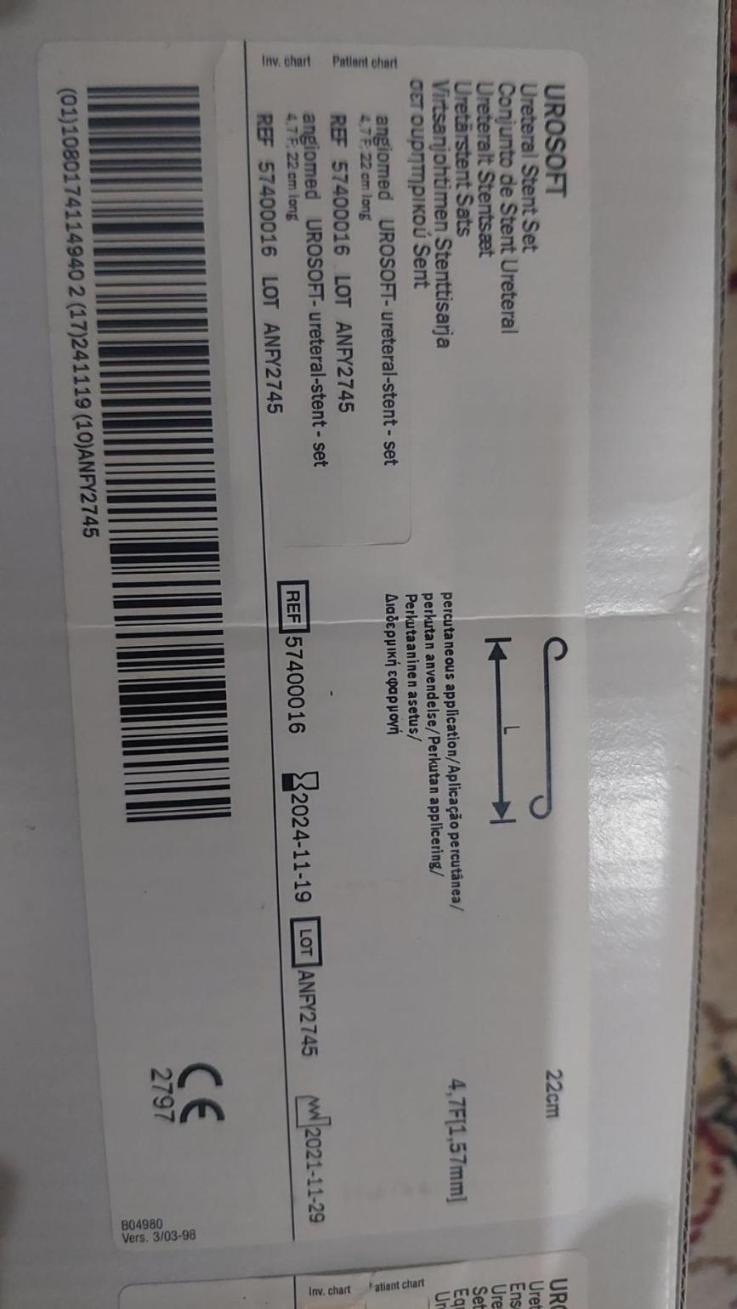 UROSOFT
Ureteral Stent Set
Conjunto de Stent Ureteral
Ureteralt Stentsæt
Uretärstent Sats
Virtsanjohtimen Stenttisarja
σετ ουρητηρικού Sent
Patient chart
angiomed UROSOFT- ureteral-stent - set
4,7 F, 22 cm long
REF 57400016 LOT ANFY2745
Inv. chart
angiomed UROSOFT- ureteral-stent - set
4,7 F, 22 cm long
REF 57400016 LOT ANFY2745
L
percutaneous application/Aplicação percutânea/
perkutan anvendelse/Perkutan applicering/
Perkutaaninen asetus/
Διαδερμική εφαρμογή
22cm
4,7F[1,57mm]
REF 57400016 2024-11-19 LOT ANFY2745 2021-11-29
(01)10801741149402(17)241119(10)ANFY2745
CE
2797
B04980
Vers. 3/03-98
Patient chart
Inv. chart